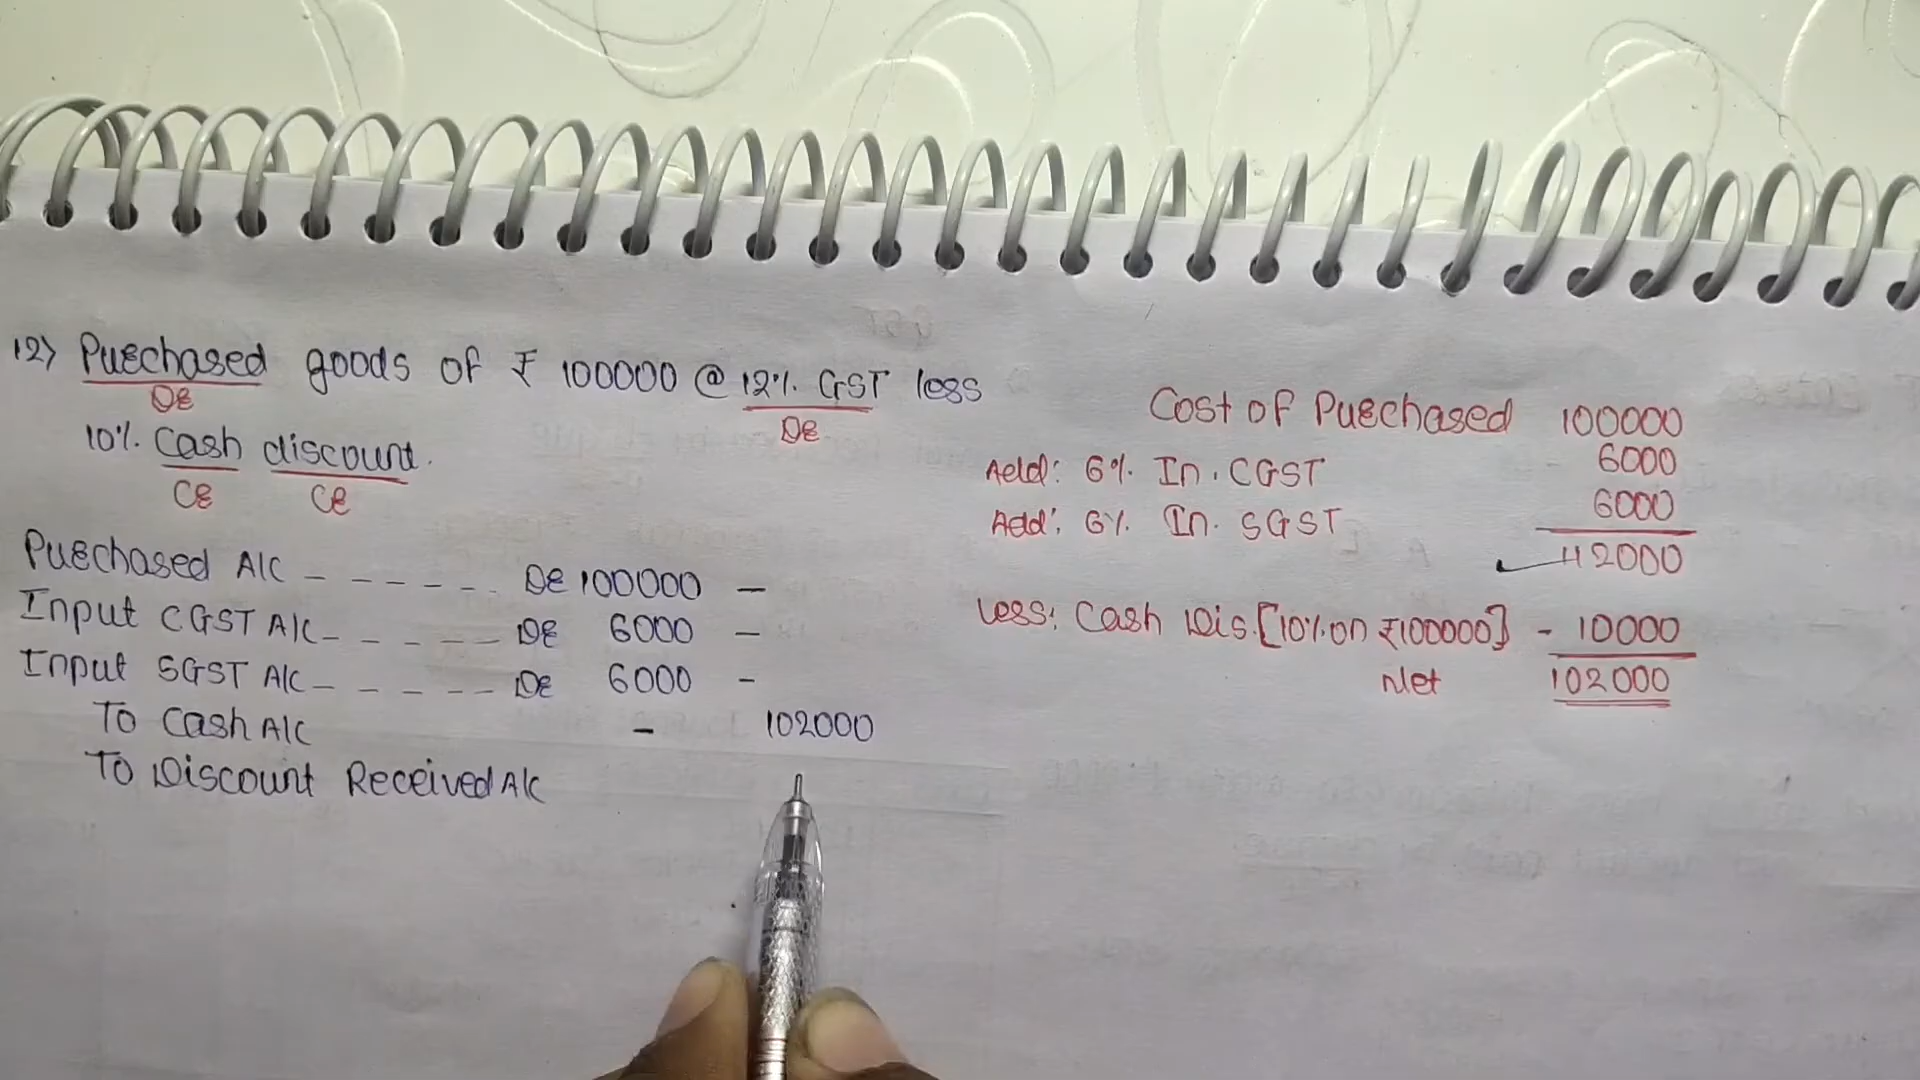 12) Purchased goods of ₹ 100000 @ 12% GST less
Dr
Dr
10% cash discount.
Cr
Cr
Purchased A/C - - - - - Dr 100000 -
Input CGST A/C - - - - - Dr 6000 -
Input SGST A/C - - - - - Dr 6000 -
To Cash A/C - 102000
To Discount Received A/C
Cost of Purchased 100000
Add: 6% In. CGST 6000
Add: 6% In. SGST 6000
112000
Less: Cash Dis. [10% on ₹100000] - 10000
Net 102000